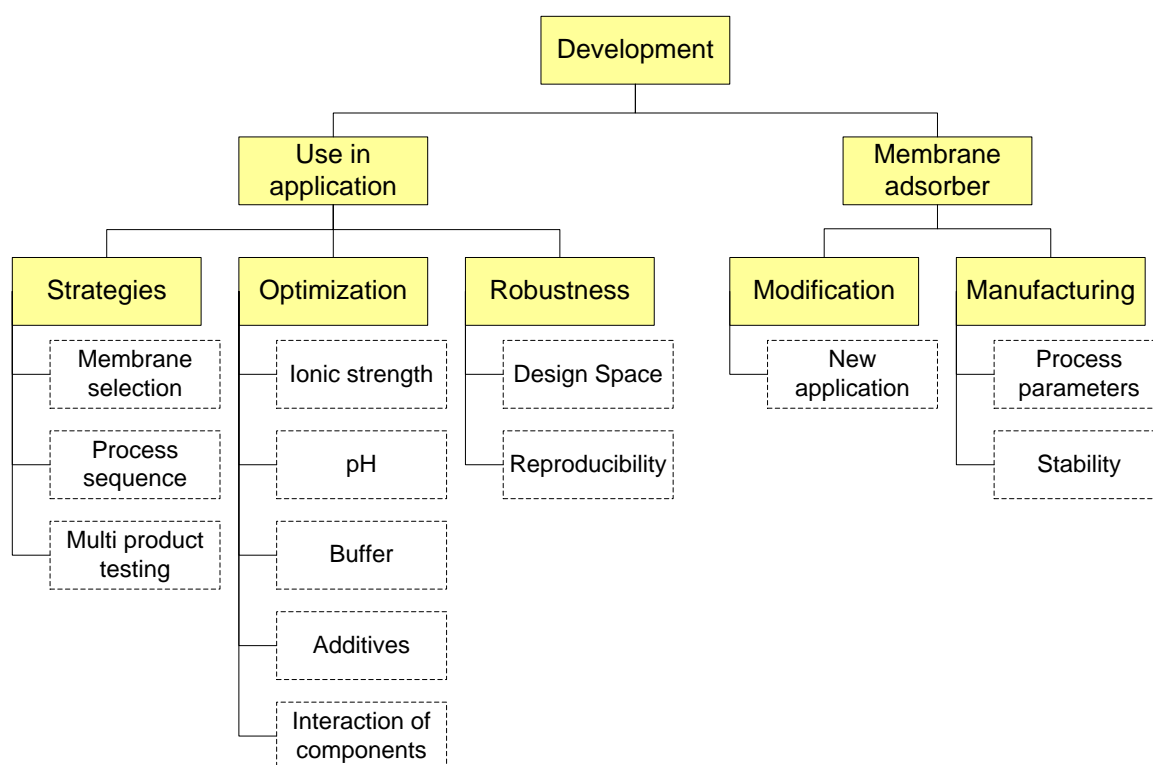 Development
Use in
application
Membrane
adsorber
Strategies
Optimization
Robustness
Modification
Manufacturing
Membrane
selection
Process
sequence
Multi product
testing
Ionic strength
pH
Buffer
Additives
Interaction of
components
Design Space
Reproducibility
New
application
Process
parameters
Stability